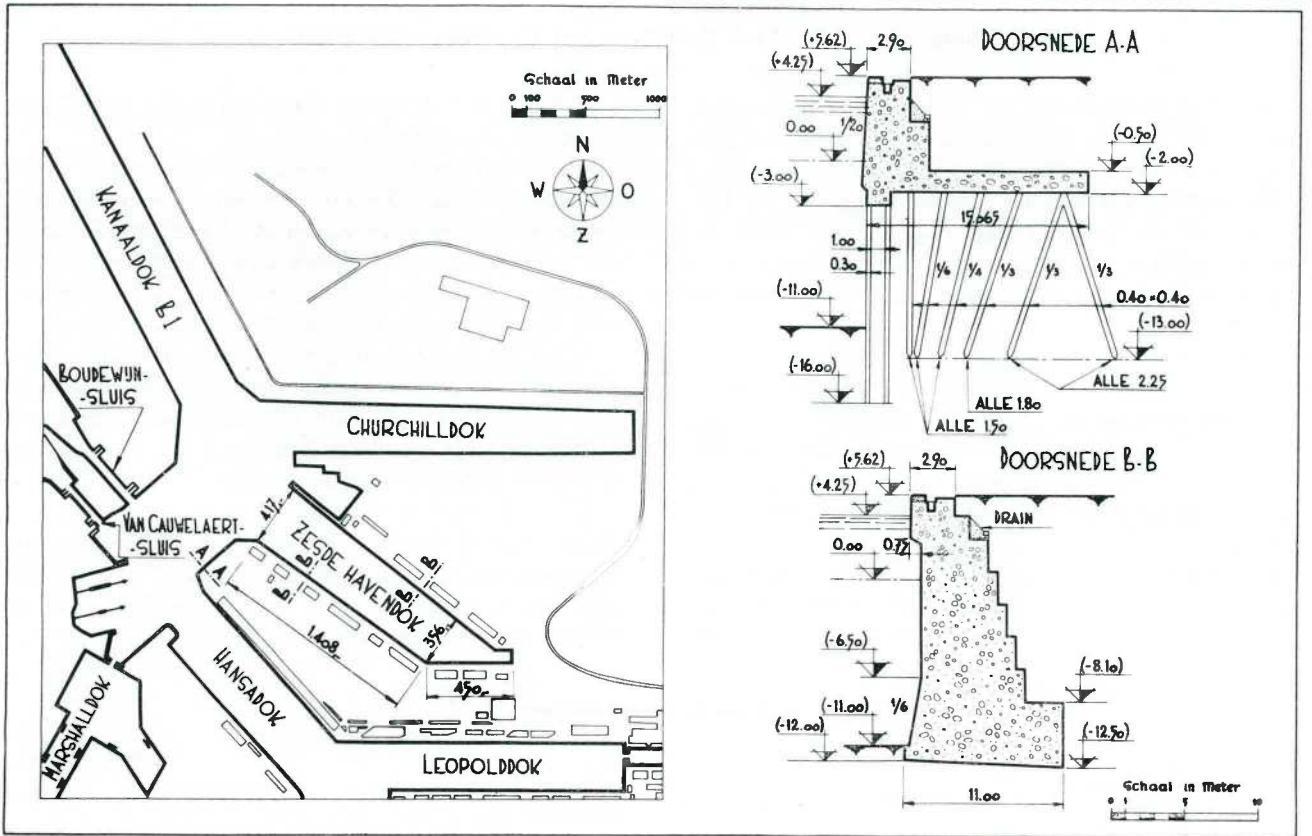 Schaal in Meter
0 100 500 1000
N
W O
Z
KANAALDOK B1
BOUDEWIJN-
-SLUIS
CHURCHILLDOK
VAN CAUWELAERT-
-SLUIS
417,-
ZESDE HAVENDOK
A
A
B
B
B
B
1.408,-
356,-
450,-
HANSADOK
MARSHALLDOK
LEOPOLDDOK
DOORSNEDE A-A
(+5.62) 2.90
(+4.25)
0.00 1/20
(-0.50)
(-2.00)
(-3.00)
15.065
1.00
0.30
1/6 1/4 1/3 1/3 1/3
(-11.00)
0.40×0.40
(-13.00)
(-16.00)
ALLE 2.25
ALLE 1.80
ALLE 1.50
DOORSNEDE B-B
(+5.62) 2.90
(+4.25)
DRAIN
0.00 0.75
(-6.50)
(-8.10)
1/6
(-11.00)
(-12.00)
(-12.50)
11.00
Schaal in Meter
0 1 5 10